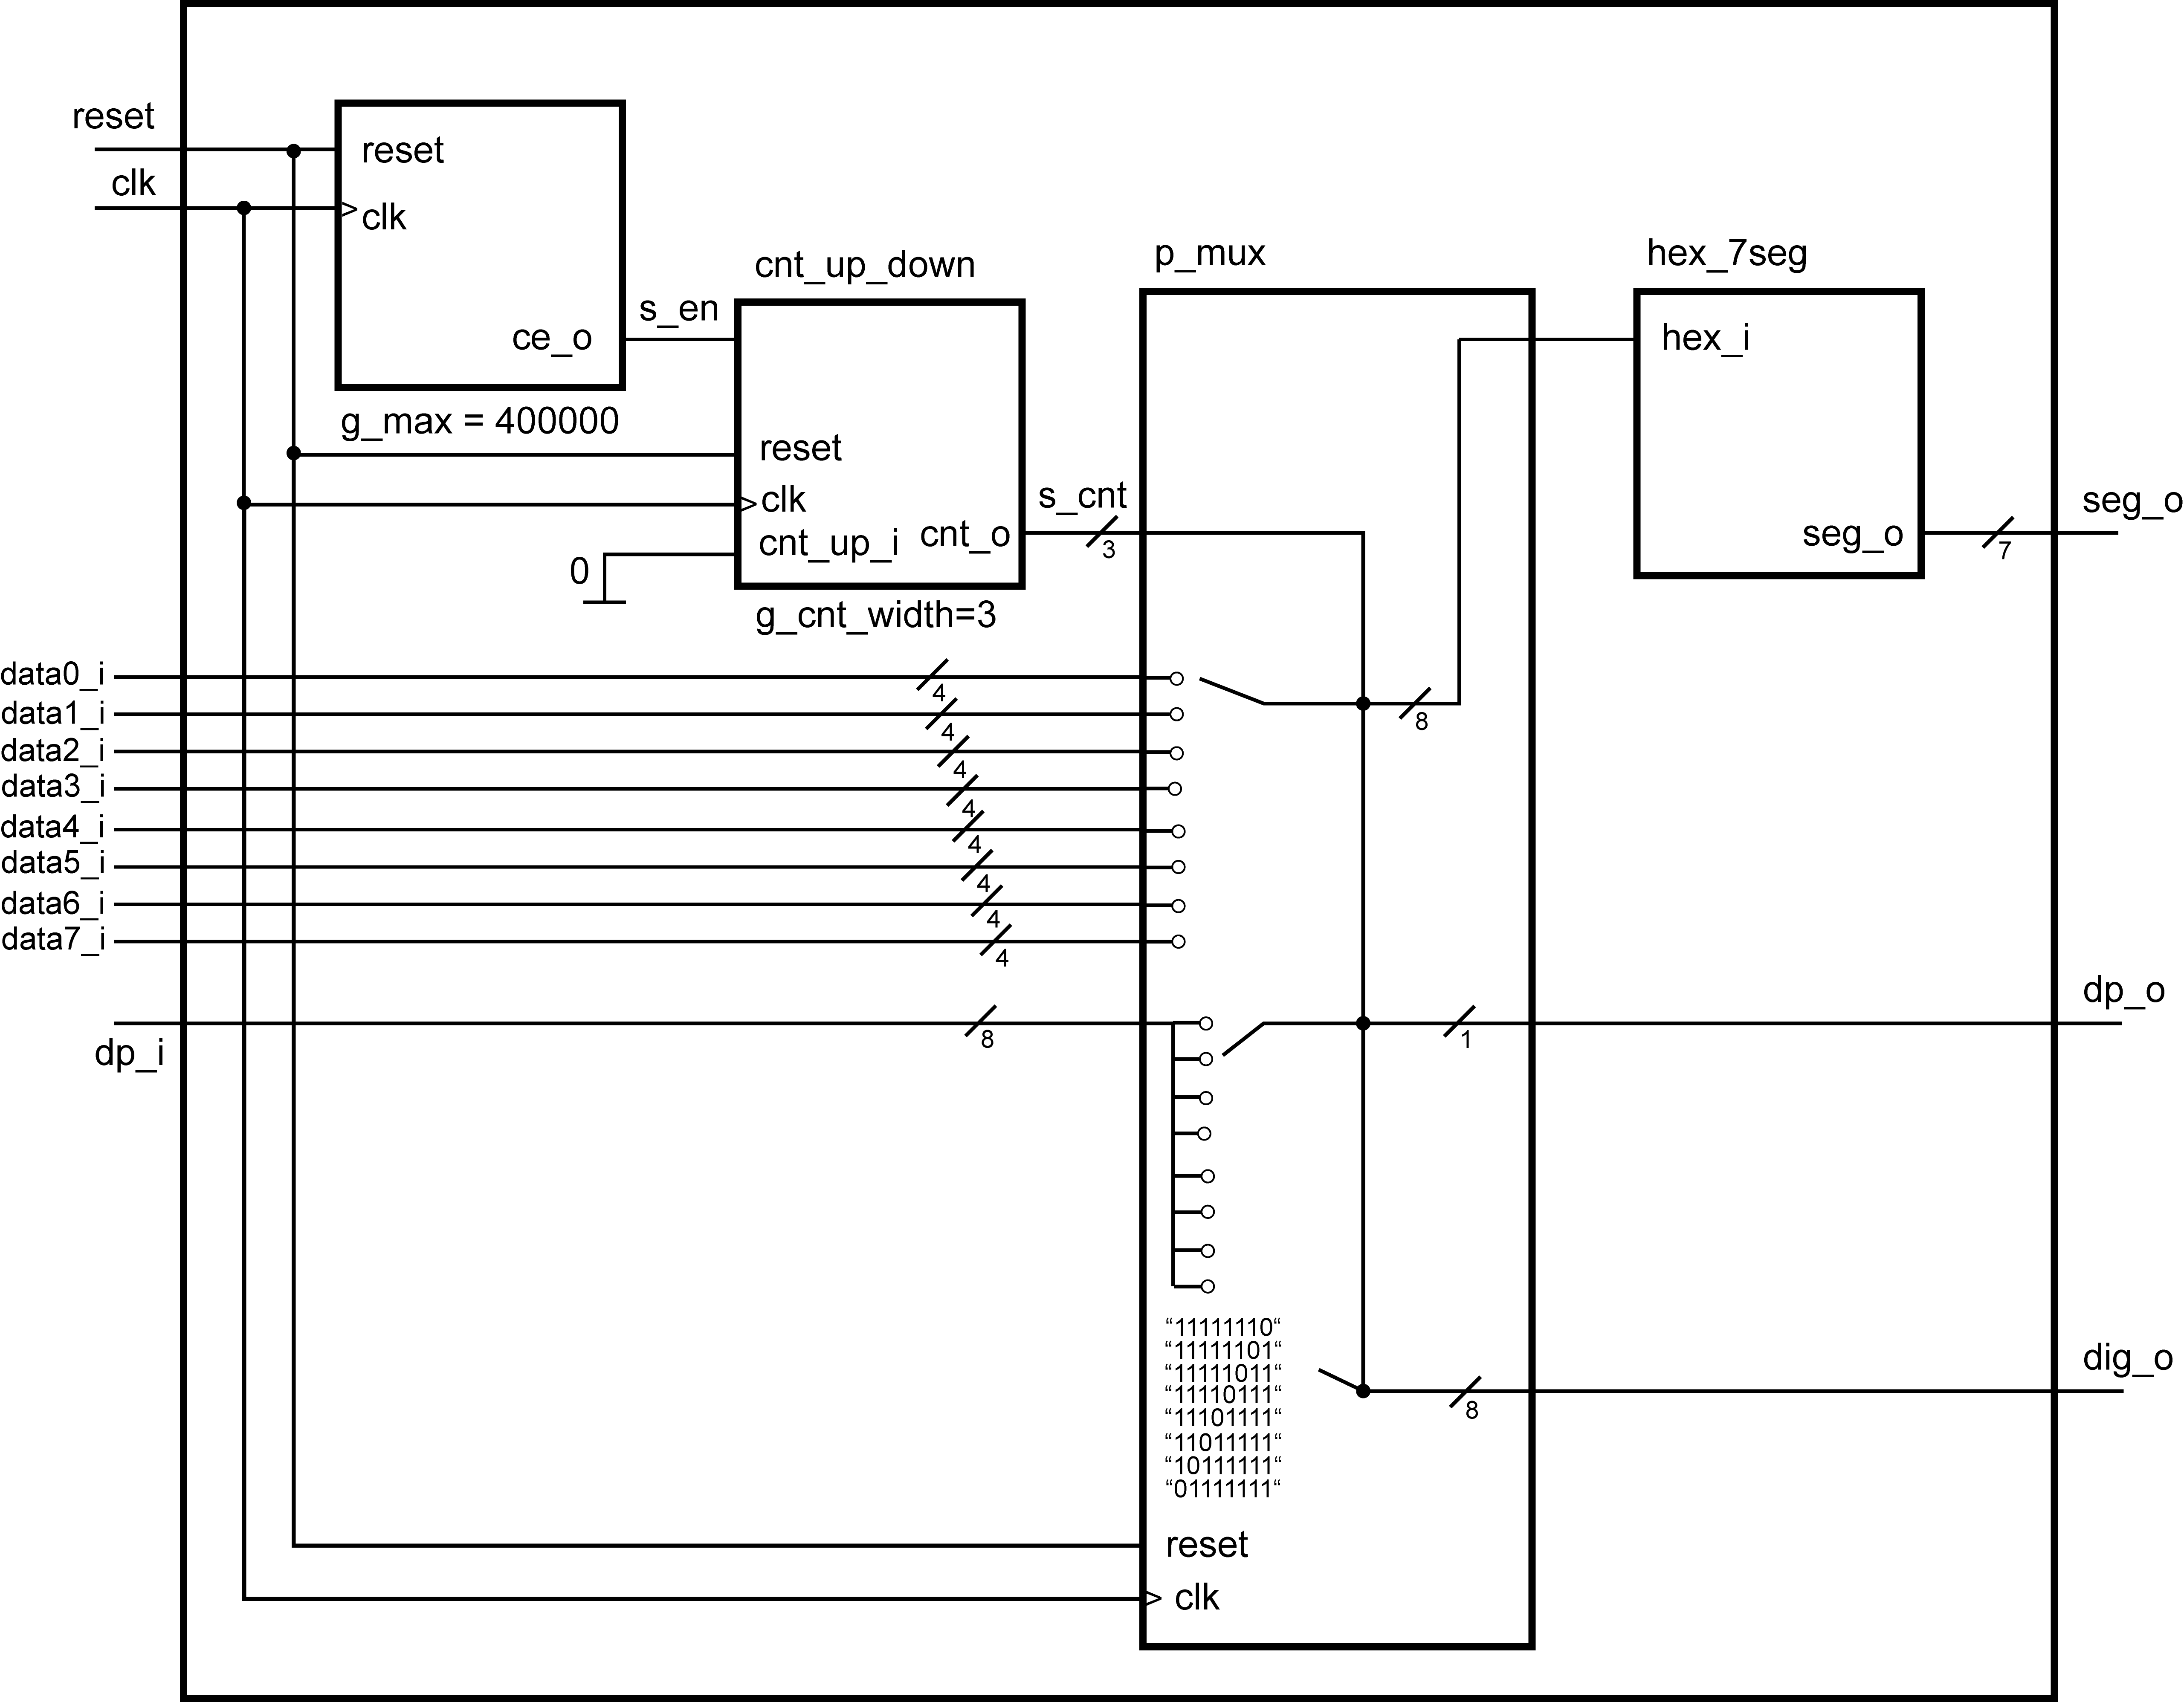 reset
clk
reset
clk
ce_o
g_max = 400000
s_en
cnt_up_down
reset
clk
cnt_up_i
cnt_o
0
g_cnt_width=3
s_cnt
3
p_mux
hex_7seg
hex_i
seg_o
7
seg_o
data0_i
4
data1_i
4
data2_i
4
data3_i
4
data4_i
4
data5_i
4
data6_i
4
data7_i
4
8
dp_i
8
1
dp_o
“11111110“
“11111101“
“11111011“
“11110111“
“11101111“
“11011111“
“10111111“
“01111111“
8
dig_o
reset
clk